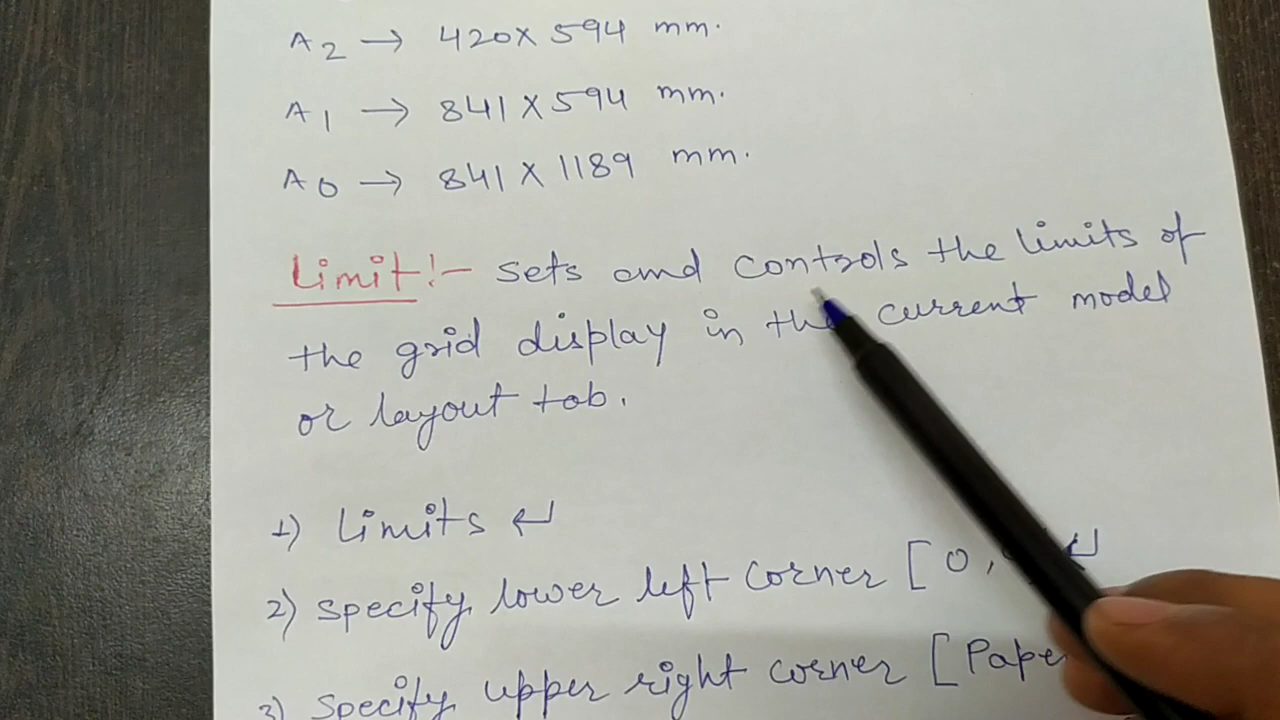 A2 → 420 x 594 mm.
A1 → 841 x 594 mm.
A0 → 841 x 1189 mm.
Limit:- sets and controls the limits of
the grid display in the current model
or layout tab.
1) Limits ↵
2) Specify lower left corner [0, ↵
3) Specify upper right corner [Pape